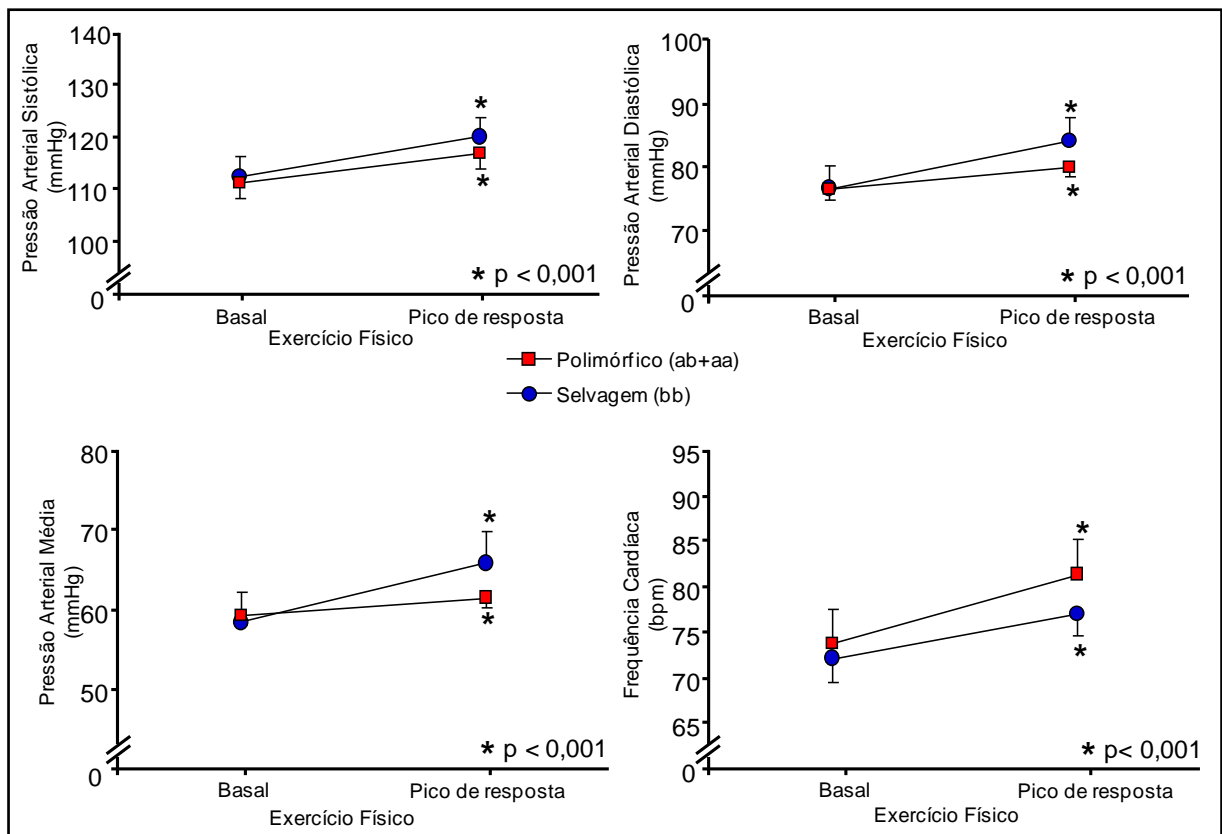 Pressão Arterial Sistólica
(mmHg)
140
130
120
110
100
0
*
*
* p < 0,001
Basal
Pico de resposta
Exercício Físico
Pressão Arterial Diastólica
(mmHg)
100
90
80
70
0
*
*
* p < 0,001
Basal
Pico de resposta
Exercício Físico
Polimórfico (ab+aa)
Selvagem (bb)
Pressão Arterial Média
(mmHg)
80
70
60
50
0
*
*
* p < 0,001
Basal
Pico de resposta
Exercício Físico
Frequência Cardíaca
(bpm)
95
90
85
80
75
70
65
0
*
*
* p< 0,001
Basal
Pico de resposta
Exercício Físico